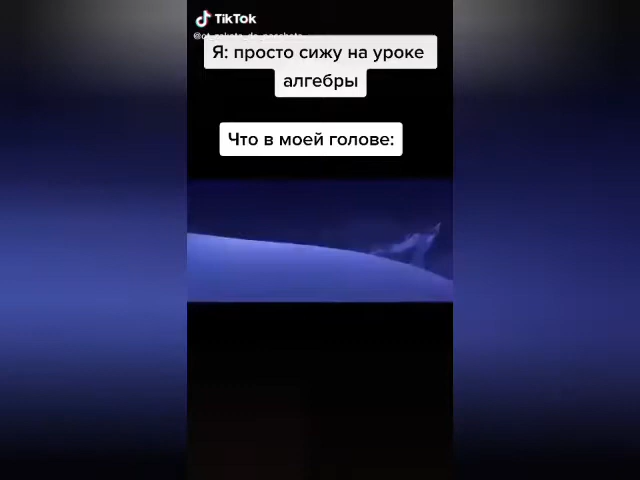 TikTok
Я: просто сижу на уроке
алгебры
Что в моей голове: